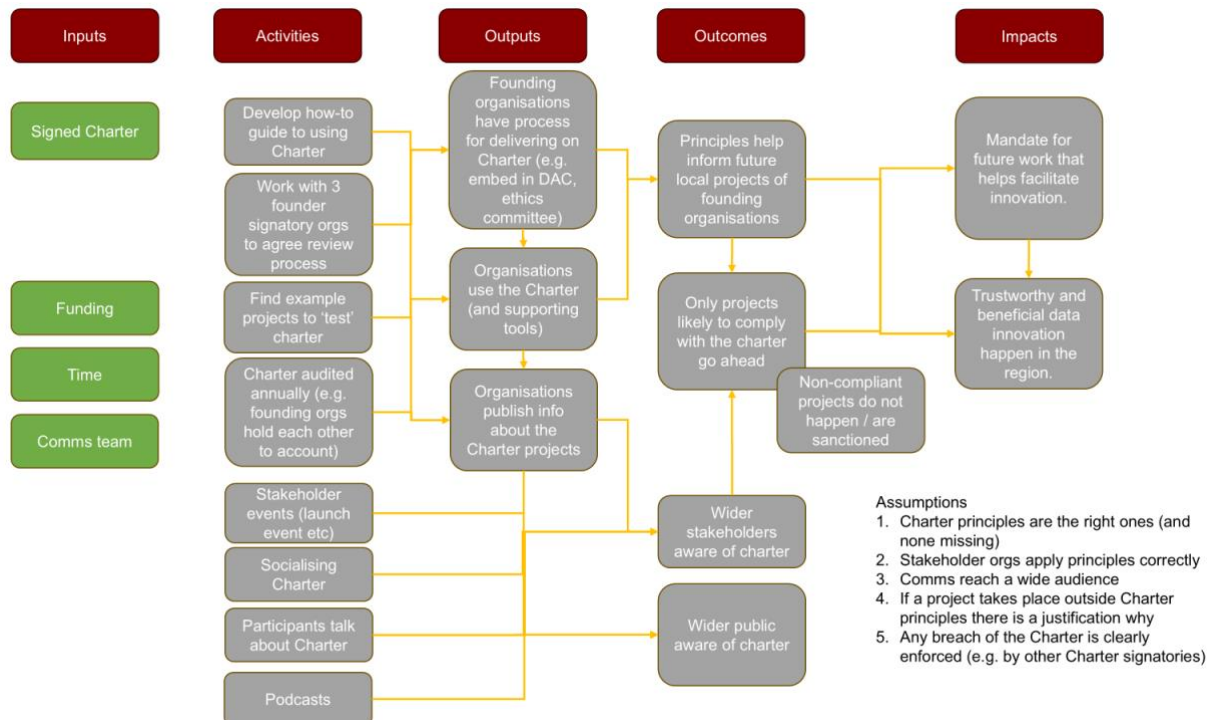 Inputs
Activities
Outputs
Outcomes
Impacts
Signed Charter
Funding
Time
Comms team
Develop how-to
guide to using
Charter
Work with 3
founder
signatory orgs
to agree review
process
Find example
projects to ‘test’
charter
Charter audited
annually (e.g.
founding orgs
hold each other
to account)
Stakeholder
events (launch
event etc)
Socialising
Charter
Participants talk
about Charter
Podcasts
Founding
organisations
have process
for delivering on
Charter (e.g.
embed in DAC,
ethics
committee)
Organisations
use the Charter
(and supporting
tools)
Organisations
publish info
about the
Charter projects
Principles help
inform future
local projects of
founding
organisations
Only projects
likely to comply
with the charter
go ahead
Non-compliant
projects do not
happen / are
sanctioned
Wider
stakeholders
aware of charter
Wider public
aware of charter
Mandate for
future work that
helps facilitate
innovation.
Trustworthy and
beneficial data
innovation
happen in the
region.
Assumptions
1. Charter principles are the right ones (and
none missing)
2. Stakeholder orgs apply principles correctly
3. Comms reach a wide audience
4. If a project takes place outside Charter
principles there is a justification why
5. Any breach of the Charter is clearly
enforced (e.g. by other Charter signatories)